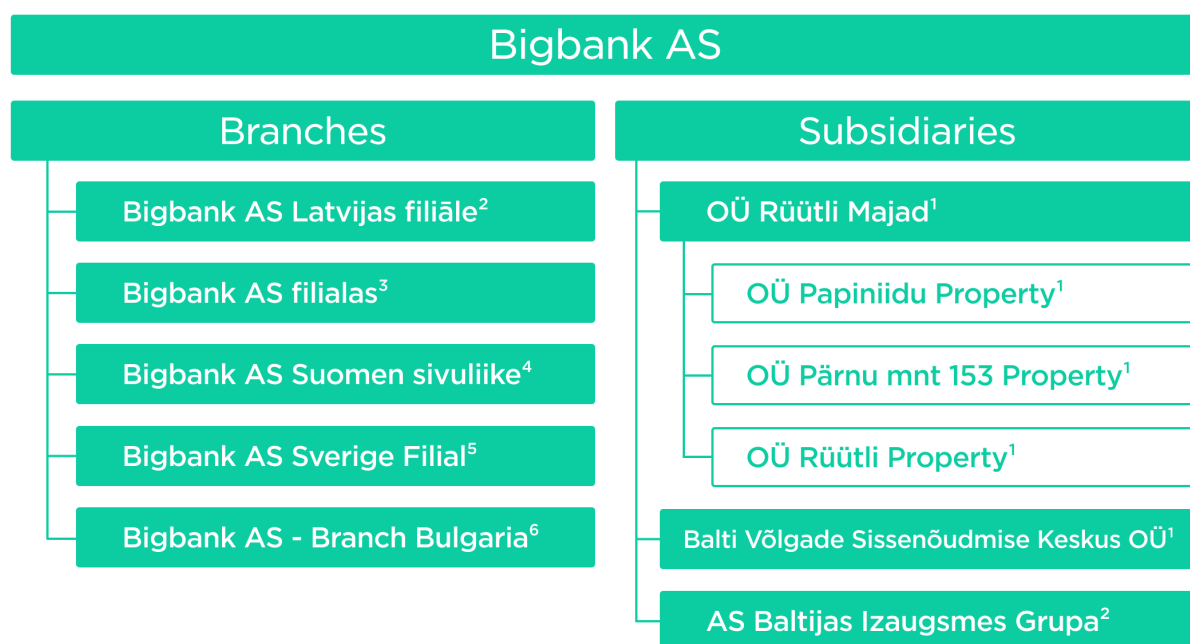 Bigbank AS
Branches
Bigbank AS Latvijas filiāle²
Bigbank AS filialas³
Bigbank AS Suomen sivuliike⁴
Bigbank AS Sverige Filial⁵
Bigbank AS - Branch Bulgaria⁶
Subsidiaries
OÜ Rüütli Majad¹
OÜ Papiniidu Property¹
OÜ Pärnu mnt 153 Property¹
OÜ Rüütli Property¹
Balti Võlgade Sissenõudmise Keskus OÜ¹
AS Baltijas Izaugsmes Grupa²